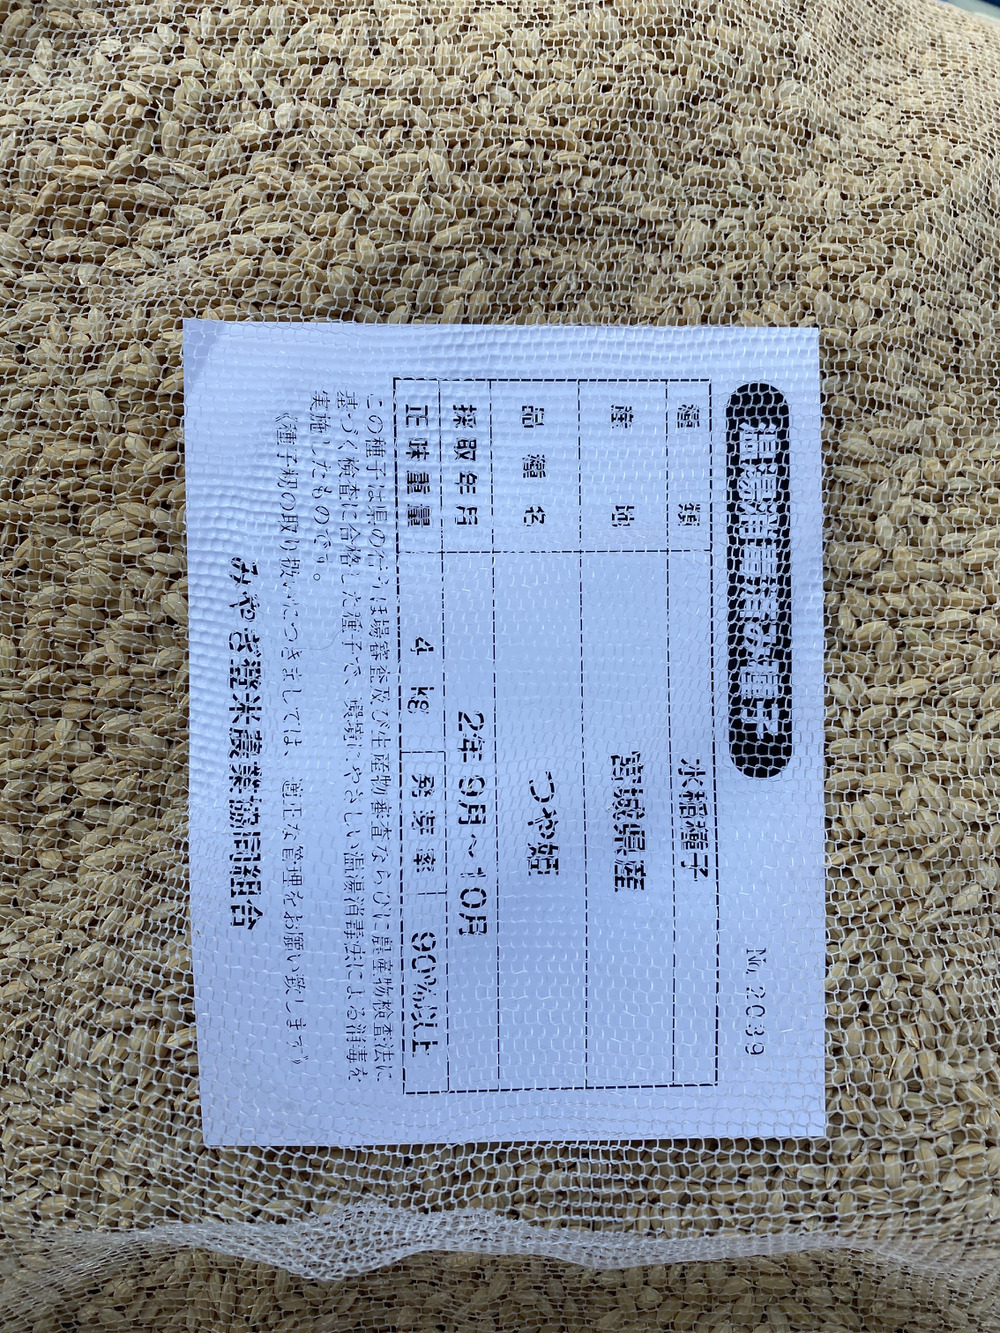 温湯消毒済み種子
No. 2039
種類 水稲種子
産地 宮城県産
品種名 つや姫
採取年月 2年9月～10月
正味重量 4kg 発芽率 90%以上
この種子は県の行うほ場審査及び生産物審査ならびに農産物検査法に
基づく検査に合格した種子で、環境にやさしい温湯消毒法による消毒を
実施したものです。
《種子籾の取り扱いにつきましては、適正な管理をお願い致します》
みやぎ登米農業協同組合